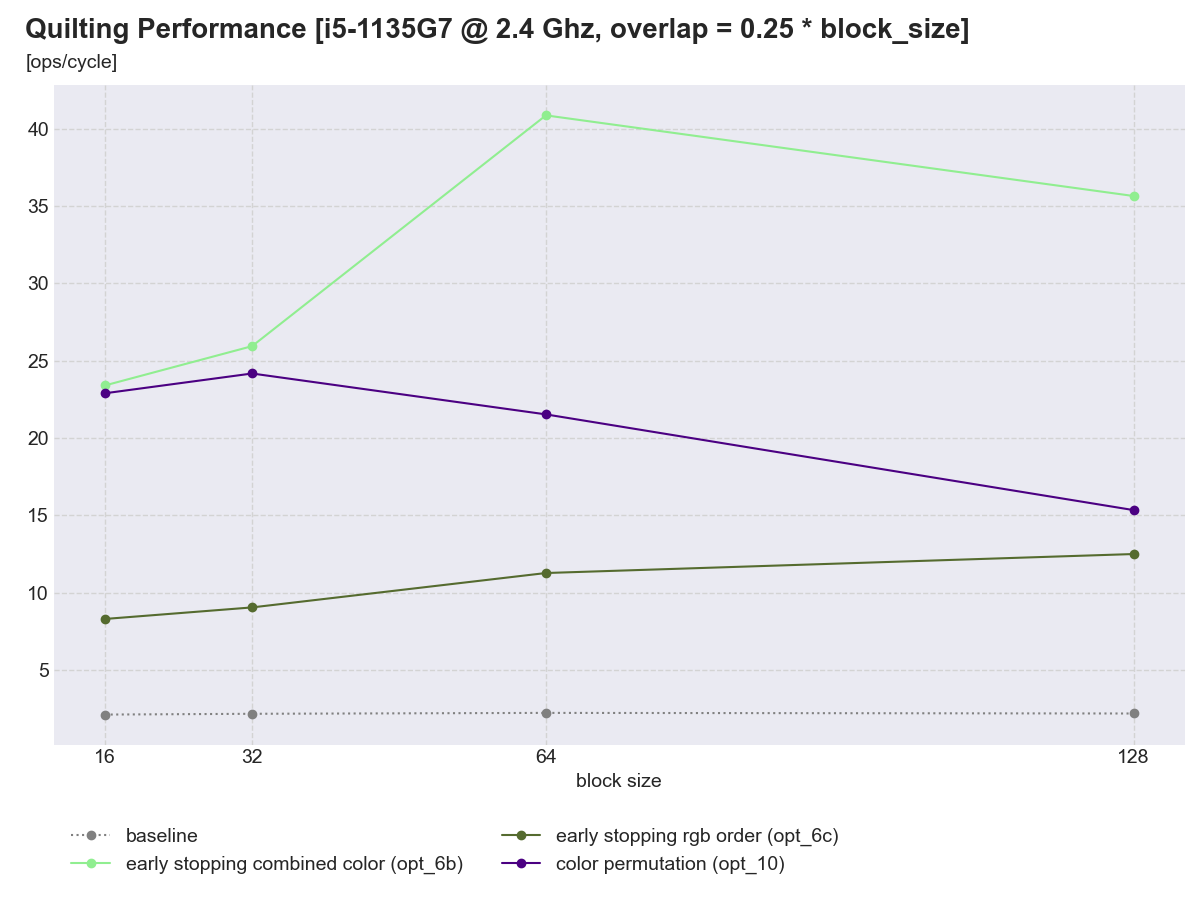 Quilting Performance [i5-1135G7 @ 2.4 Ghz, overlap = 0.25 * block_size]
[ops/cycle]
40
35
30
25
20
15
10
5
16 32 64 128
block size
baseline
early stopping combined color (opt_6b)
early stopping rgb order (opt_6c)
color permutation (opt_10)